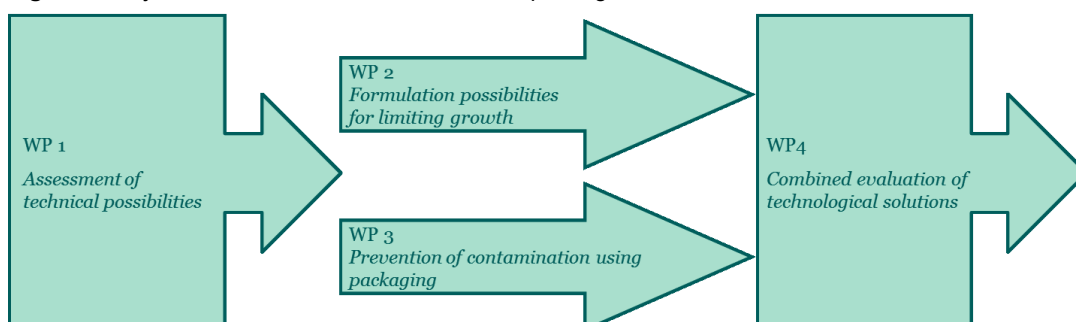 WP 1
Assessment of
technical possibilities
WP 2
Formulation possibilities
for limiting growth
WP 3
Prevention of contamination using
packaging
WP4
Combined evaluation of
technological solutions